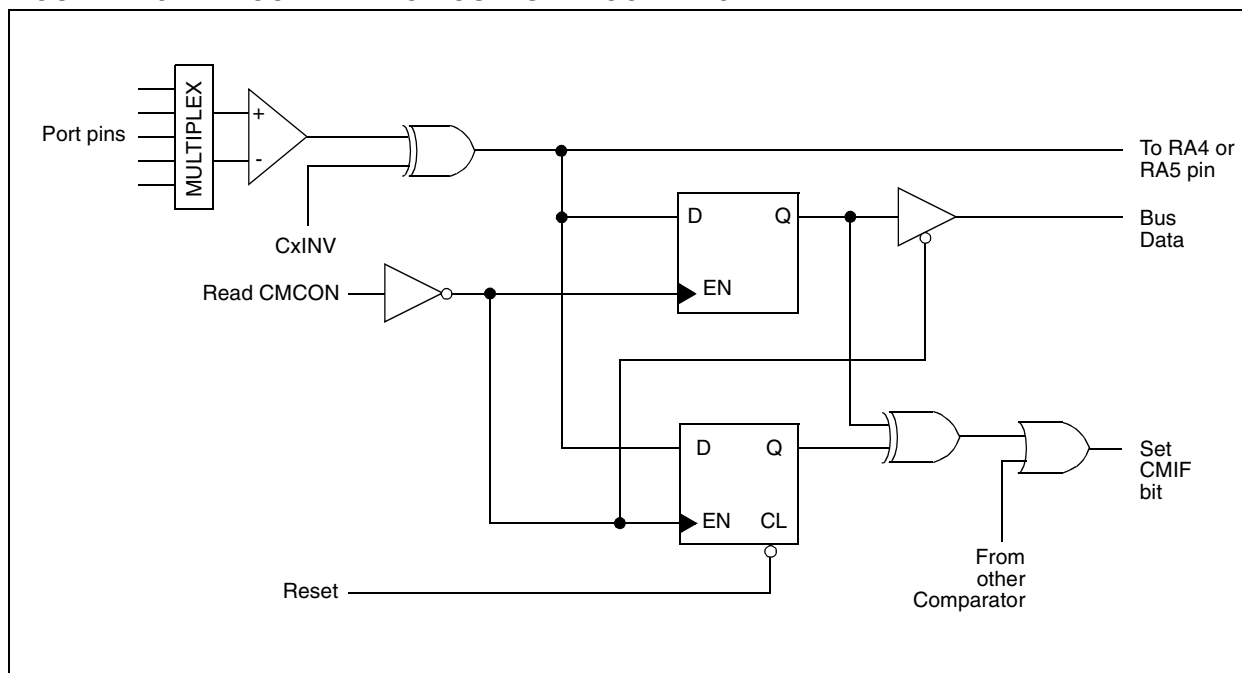 MULTIPLEX
+
-
Port pins
CxINV
To RA4 or
RA5 pin
D
Q
EN
Bus
Data
Read CMCON
D
Q
EN
CL
Set
CMIF
bit
From
other
Comparator
Reset